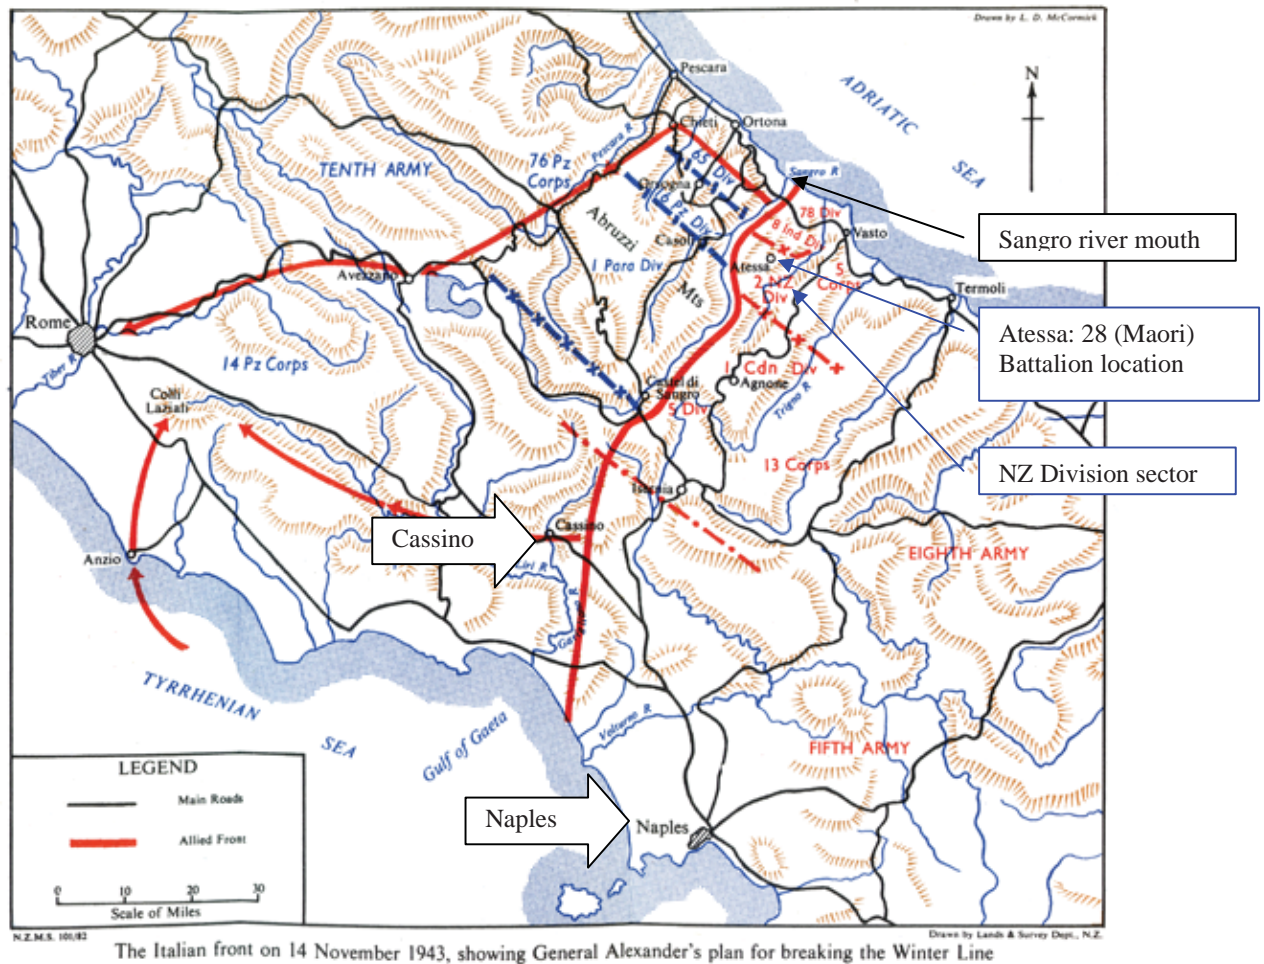 Drawn by L. D. McCormick
Pescara
ADRIATIC
SEA
N
Chieti
Ortona
Pescara R
76 Pz
Corps
TENTH ARMY
65 Div
Orsogna
Sangro R
Sangro river mouth
16 Pz Div
78 Div
8 Ind Div
Vasto
Abruzzi
Mts
Casoli
1 Para Div
Atessa
2 NZ
Div
5
Corps
Termoli
Avezzano
Atessa: 28 (Maori)
Battalion location
Rome
Tiber R
14 Pz Corps
1 Cdn Div
Agnone
Castel di
Sangro
5 Div
Trigno R
Colli
Laziali
13 Corps
NZ Division sector
Isernia
Cassino
Cassino
Liri R
EIGHTH ARMY
Anzio
TYRRHENIAN
SEA
Gulf of Gaeta
Volturno R
FIFTH ARMY
Naples
Naples
LEGEND
Main Roads
Allied Front
0 10 20 30
Scale of Miles
N.Z.M.S. 101/82
Drawn by Lands & Survey Dept., N.Z.
The Italian front on 14 November 1943, showing General Alexander's plan for breaking the Winter Line